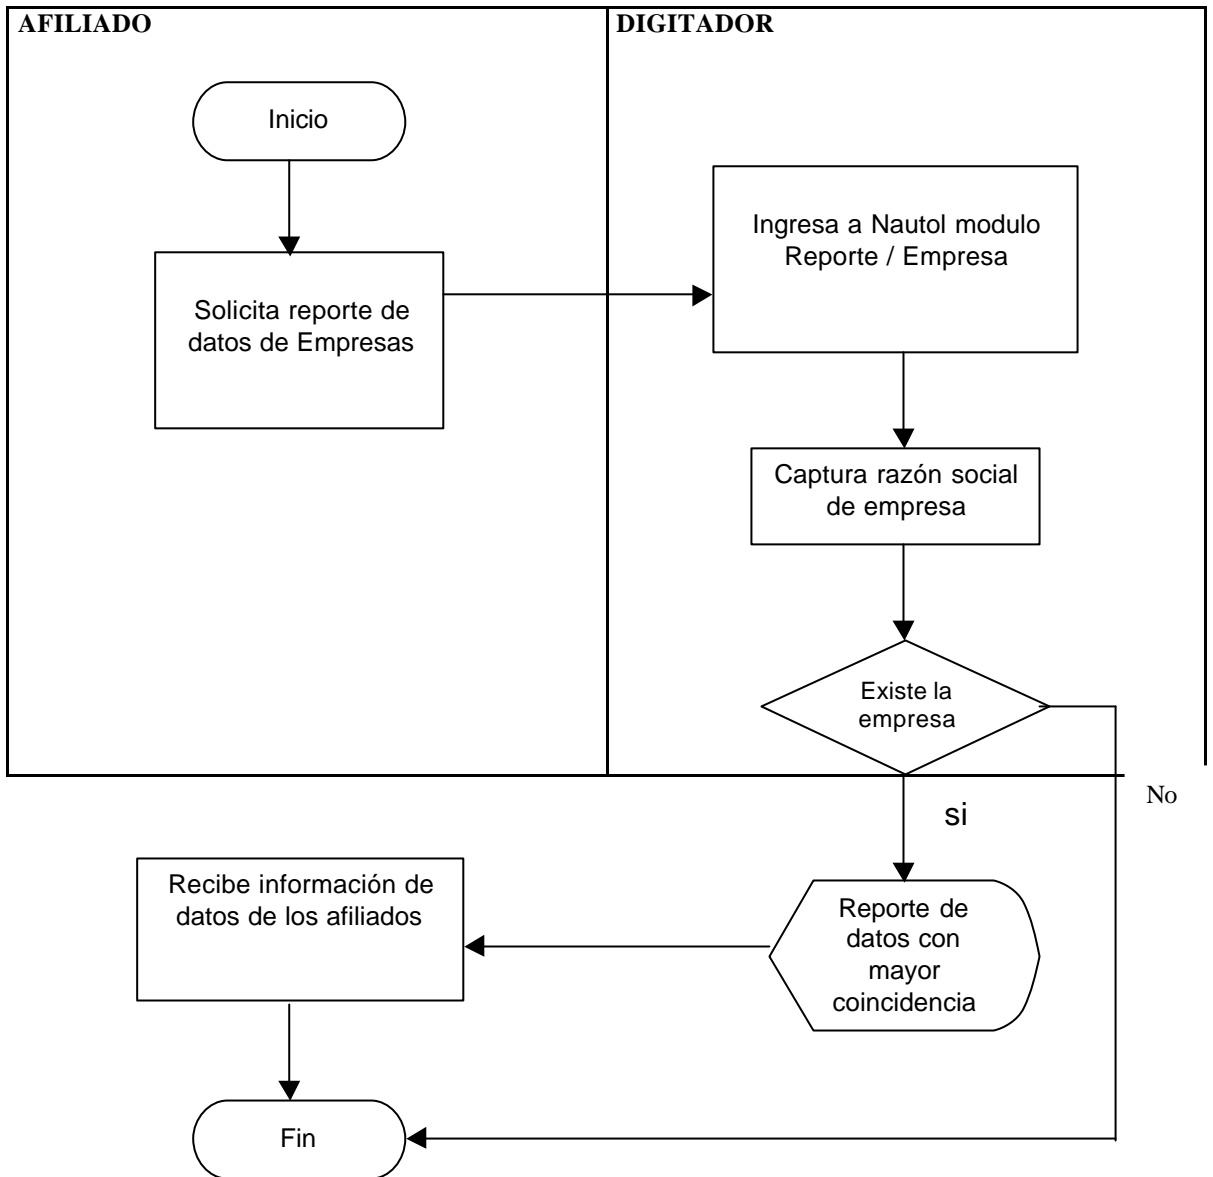 AFILIADO
DIGITADOR
Inicio
Ingresa a Nautol modulo
Reporte / Empresa
Solicita reporte de
datos de Empresas
Captura razón social
de empresa
Existe la
empresa
No
si
Recibe información de
datos de los afiliados
Reporte de
datos con
mayor
coincidencia
Fin